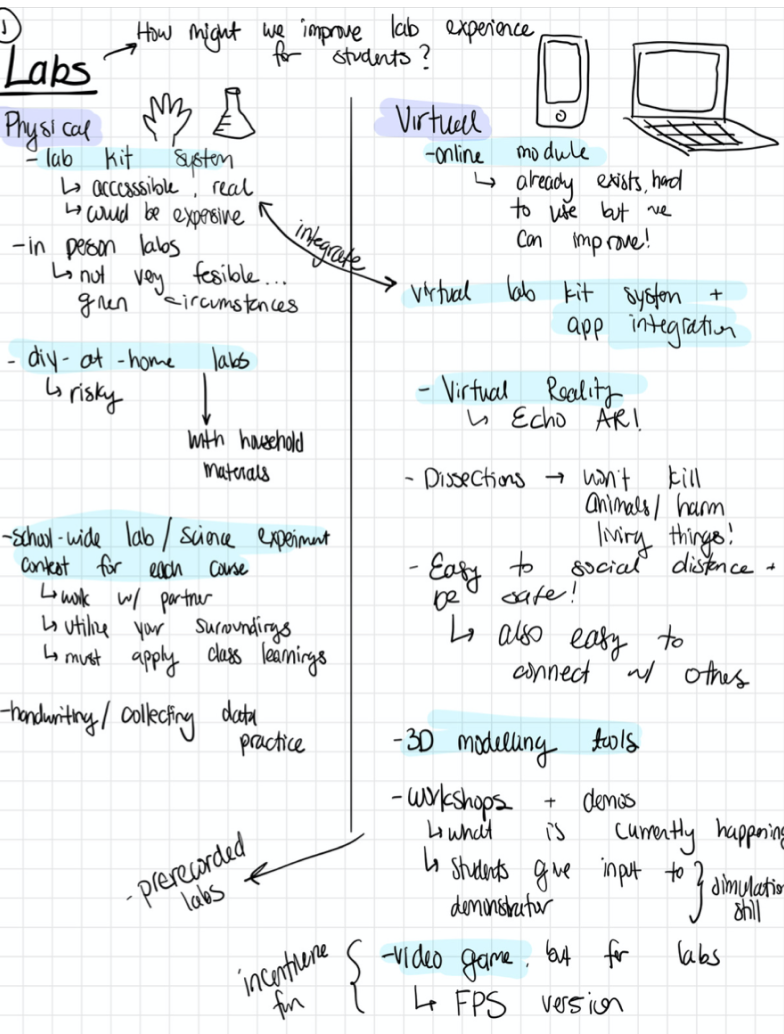 1
How might we improve lab experience
for students?
Labs
Physical
- lab kit system
↳ accessible, real
↳ would be expensive
- in person labs
↳ not very fesible...
given circumstances
- diy-at-home labs
↳ risky
with household
materials
- school-wide lab / science expeiment
contest for each course
↳ work w/ partner
↳ utilize your surroundings
↳ must apply class learnings
- handwriting / collecting data
practice
- prerecorded
labs
integrate
Virtual
- online module
↳ already exists, hard
to use but we
can improve!
virtual lab kit system +
app integration
- Virtual Reality
↳ Echo AR!
- Dissections → won't kill
animals / harm
living things!
- Easy to social distance +
be safe!
↳ also easy to
connect w/ others
- 3D modelling tools
- workshops + demos
↳ what is currently happening
↳ students give input to
demonstrator
simulation
still
- video game, but for labs
↳ FPS version
fun